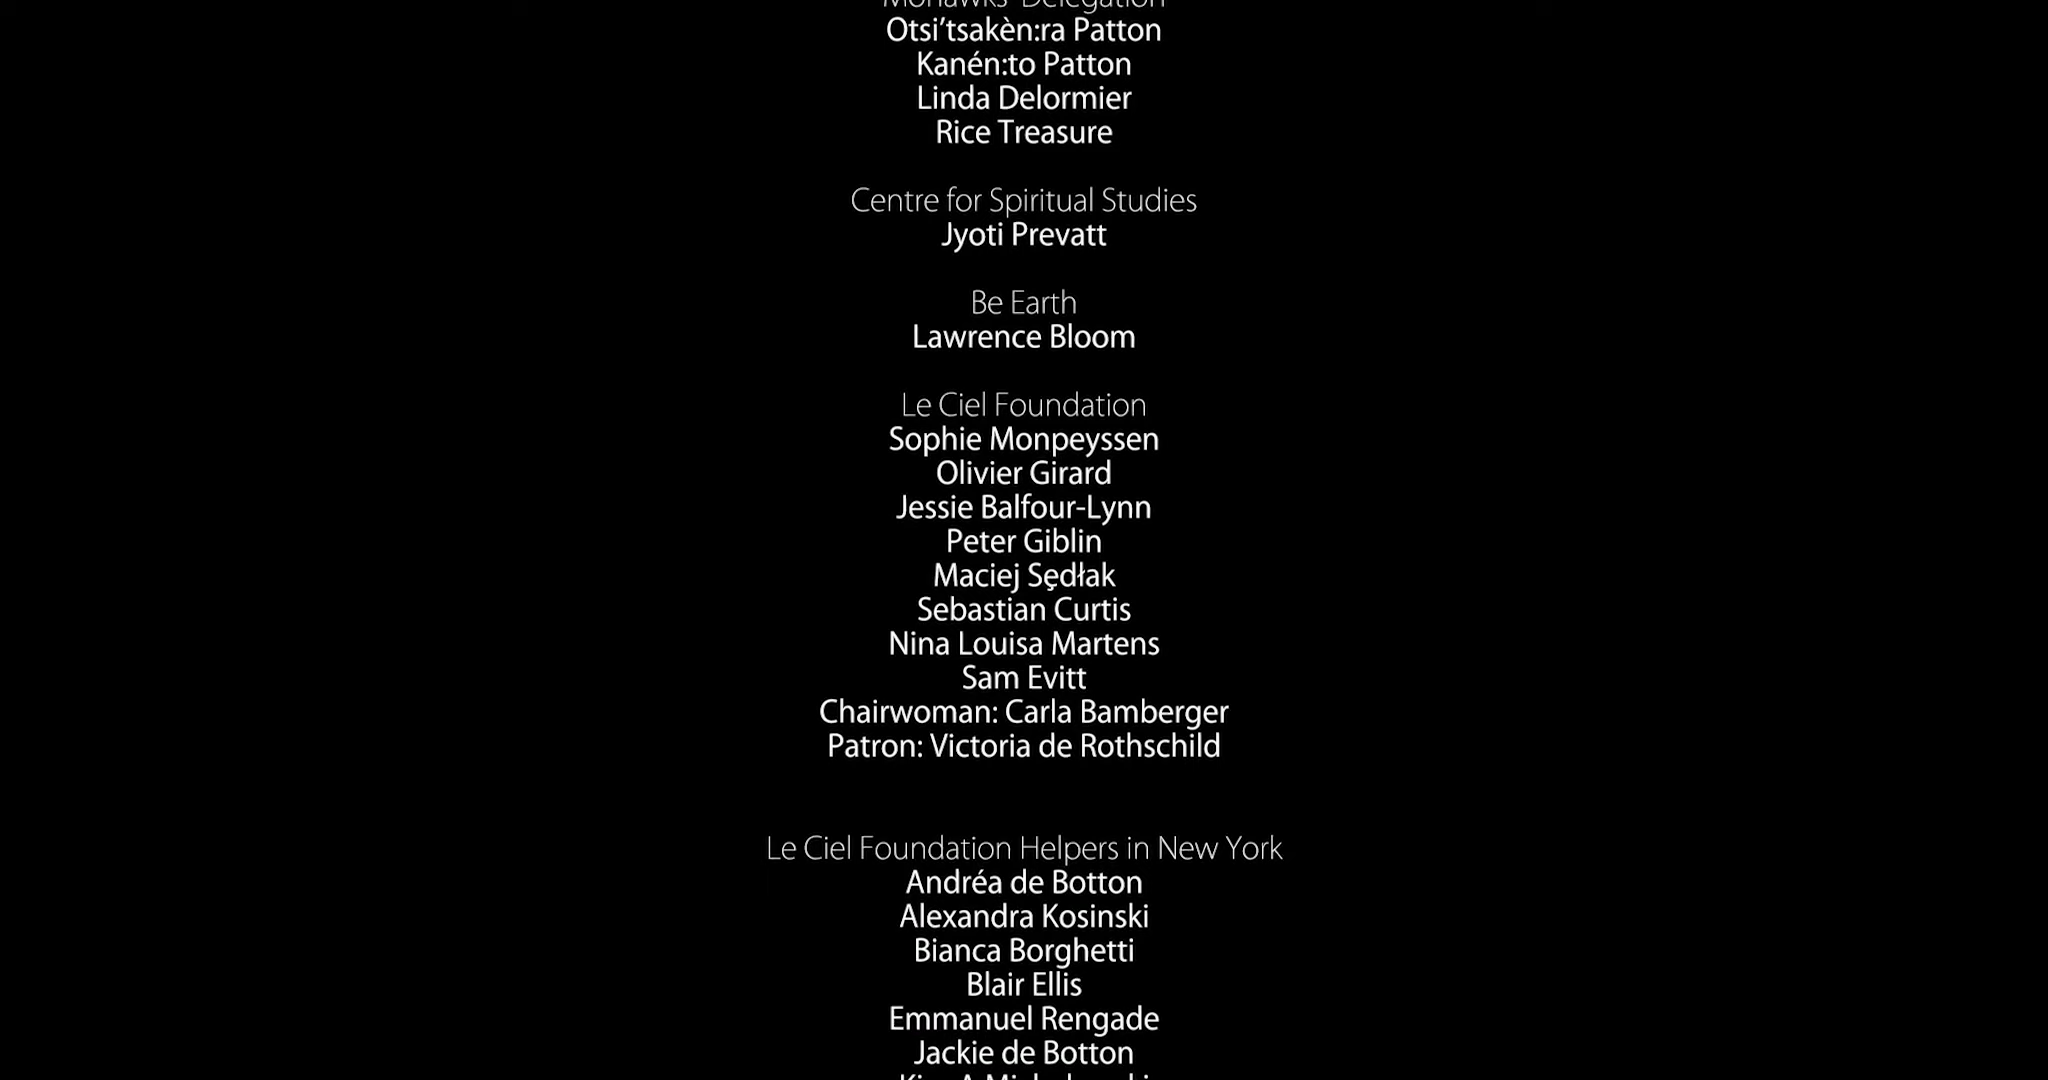 Mohawks' Delegation
Otsi’tsakèn:ra Patton
Kanén:to Patton
Linda Delormier
Rice Treasure
Centre for Spiritual Studies
Jyoti Prevatt
Be Earth
Lawrence Bloom
Le Ciel Foundation
Sophie Monpeyssen
Olivier Girard
Jessie Balfour-Lynn
Peter Giblin
Maciej Sędłak
Sebastian Curtis
Nina Louisa Martens
Sam Evitt
Chairwoman: Carla Bamberger
Patron: Victoria de Rothschild
Le Ciel Foundation Helpers in New York
Andréa de Botton
Alexandra Kosinski
Bianca Borghetti
Blair Ellis
Emmanuel Rengade
Jackie de Botton